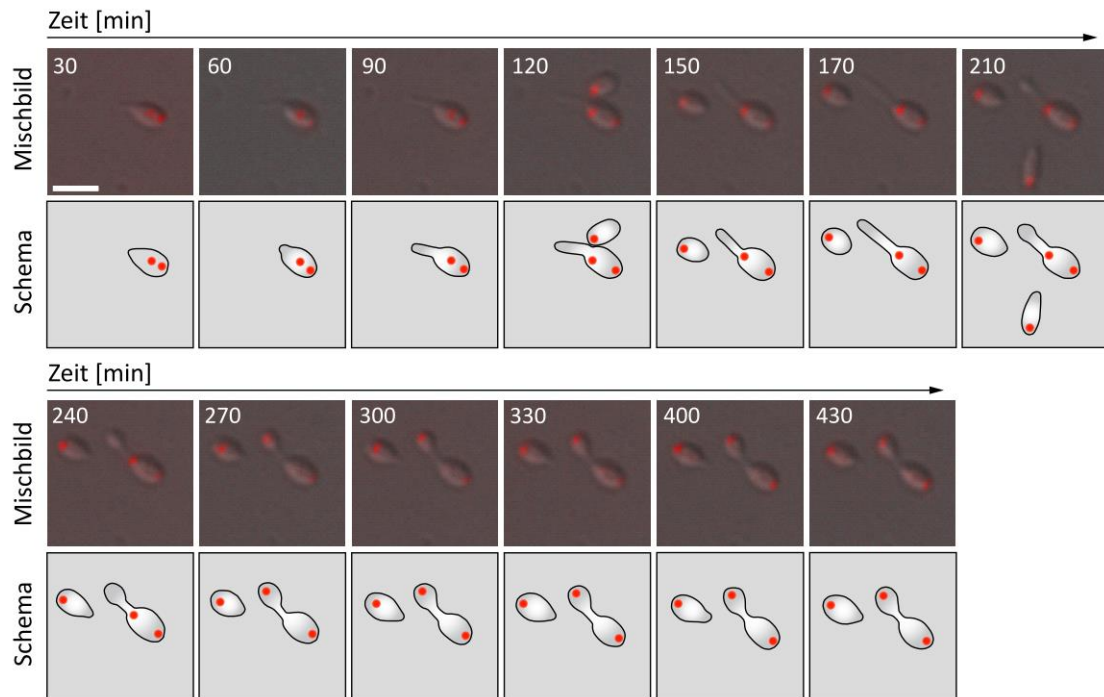 Zeit [min]
Mischbild
30 60 90 120 150 170 210
Schema
Zeit [min]
Mischbild
240 270 300 330 400 430
Schema